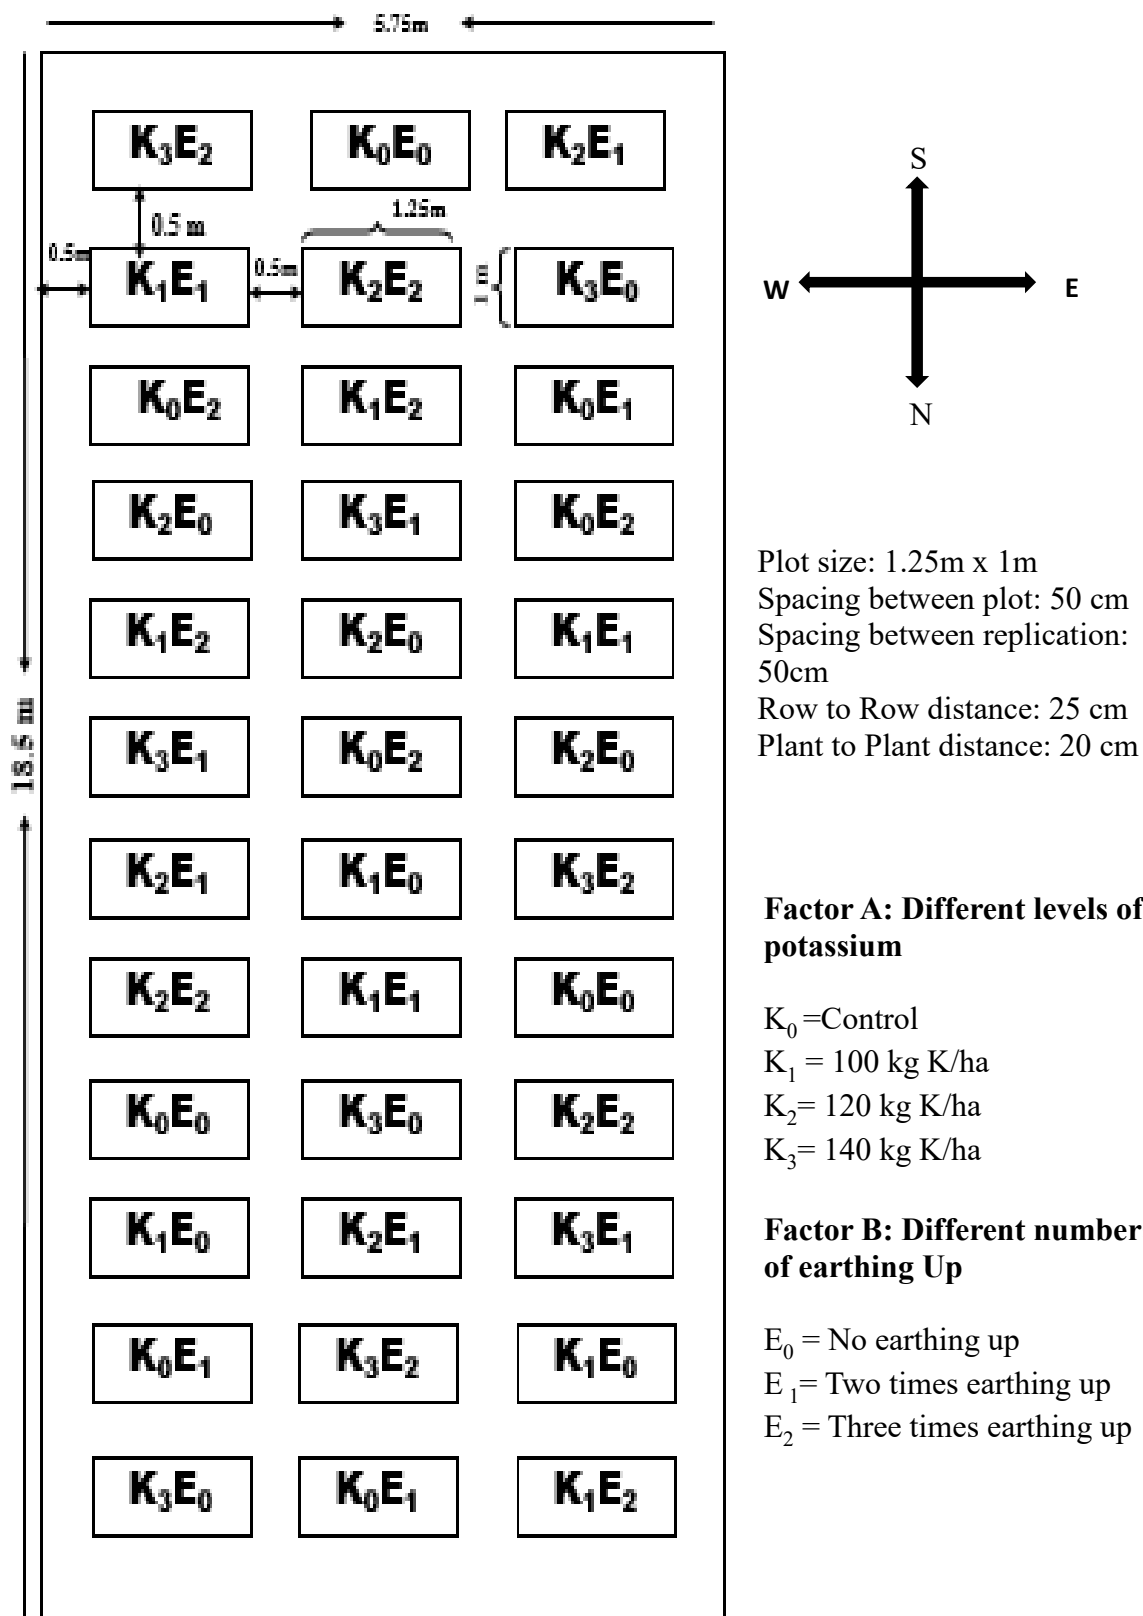 5.75m
K₃E₂ K₀E₀ K₂E₁
0.5 m 1.25m
0.5m 0.5m 1 m
K₁E₁ K₂E₂ K₃E₀
K₀E₂ K₁E₂ K₀E₁
K₂E₀ K₃E₁ K₀E₂
K₁E₂ K₂E₀ K₁E₁
K₃E₁ K₀E₂ K₂E₀
18.5 m
K₂E₁ K₁E₀ K₃E₂
K₂E₂ K₁E₁ K₀E₀
K₀E₀ K₃E₀ K₂E₂
K₁E₀ K₂E₁ K₃E₁
K₀E₁ K₃E₂ K₁E₀
K₃E₀ K₀E₁ K₁E₂
S
W E
N
Plot size: 1.25m x 1m
Spacing between plot: 50 cm
Spacing between replication:
50cm
Row to Row distance: 25 cm
Plant to Plant distance: 20 cm
Factor A: Different levels of
potassium
K₀ =Control
K₁ = 100 kg K/ha
K₂= 120 kg K/ha
K₃= 140 kg K/ha
Factor B: Different number
of earthing Up
E₀ = No earthing up
E ₁= Two times earthing up
E₂ = Three times earthing up